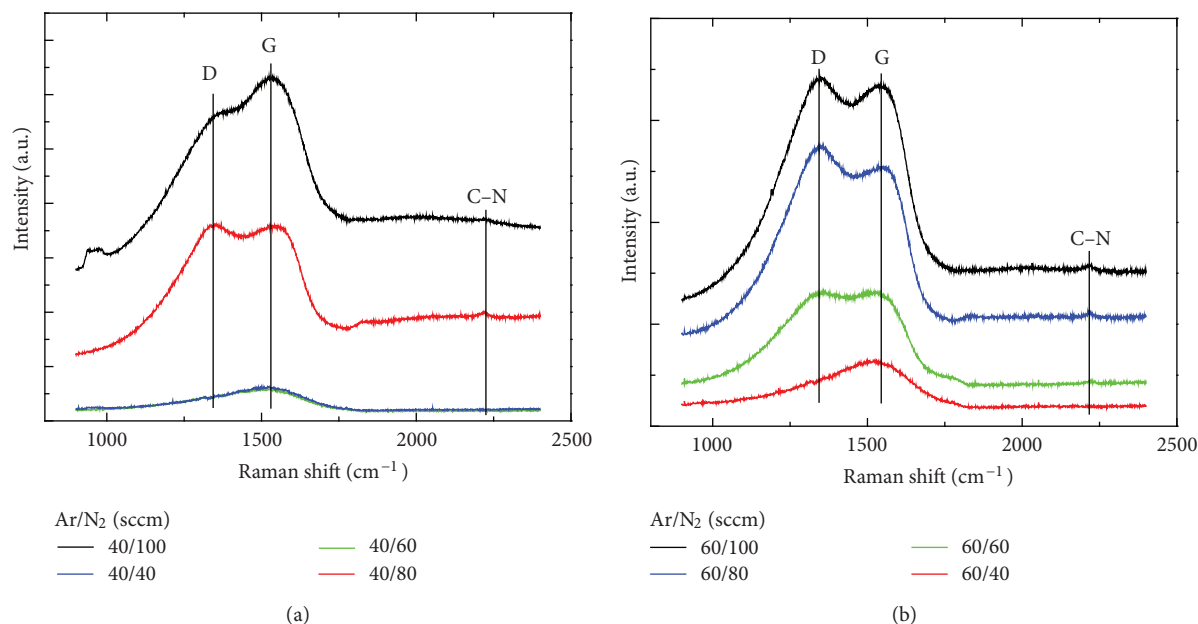 D
G
C–N
Intensity (a.u.)
1000 1500 2000 2500
Raman shift (cm⁻¹)
Ar/N₂ (sccm)
40/100 40/60
40/40 40/80
(a)
D
G
C–N
Intensity (a.u.)
1000 1500 2000 2500
Raman shift (cm⁻¹)
Ar/N₂ (sccm)
60/100 60/60
60/80 60/40
(b)